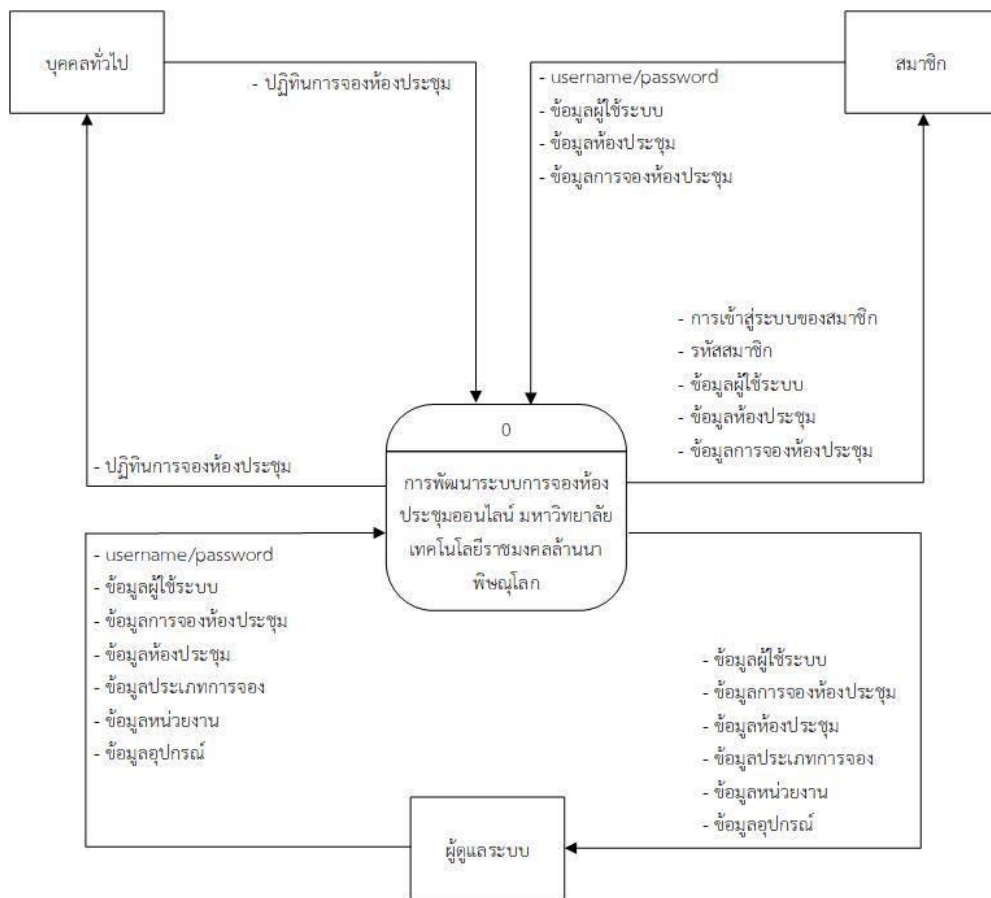 บุคคลทั่วไป
สมาชิก
- ปฏิทินการจองห้องประชุม
- username/password
- ข้อมูลผู้ใช้ระบบ
- ข้อมูลห้องประชุม
- ข้อมูลการจองห้องประชุม
- การเข้าสู่ระบบของสมาชิก
- รหัสสมาชิก
- ข้อมูลผู้ใช้ระบบ
- ข้อมูลห้องประชุม
- ข้อมูลการจองห้องประชุม
0
การพัฒนาระบบการจองห้อง
ประชุมออนไลน์ มหาวิทยาลัย
เทคโนโลยีราชมงคลล้านนา
พิษณุโลก
- ปฏิทินการจองห้องประชุม
- username/password
- ข้อมูลผู้ใช้ระบบ
- ข้อมูลการจองห้องประชุม
- ข้อมูลห้องประชุม
- ข้อมูลประเภทการจอง
- ข้อมูลหน่วยงาน
- ข้อมูลอุปกรณ์
- ข้อมูลผู้ใช้ระบบ
- ข้อมูลการจองห้องประชุม
- ข้อมูลห้องประชุม
- ข้อมูลประเภทการจอง
- ข้อมูลหน่วยงาน
- ข้อมูลอุปกรณ์
ผู้ดูแลระบบ